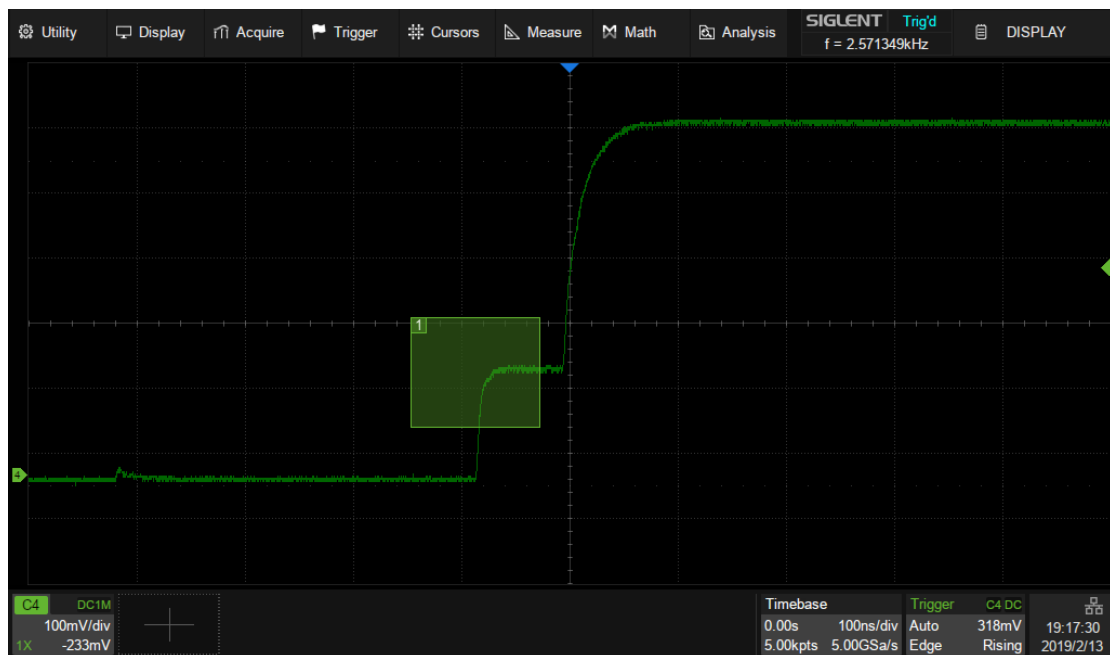 Utility Display Acquire Trigger Cursors Measure Math Analysis SIGLENT Trig'd DISPLAY
f = 2.571349kHz
1
4
C4 DC1M Timebase Trigger C4 DC
100mV/div 0.00s 100ns/div Auto 318mV 19:17:30
1X -233mV 5.00kpts 5.00GSa/s Edge Rising 2019/2/13